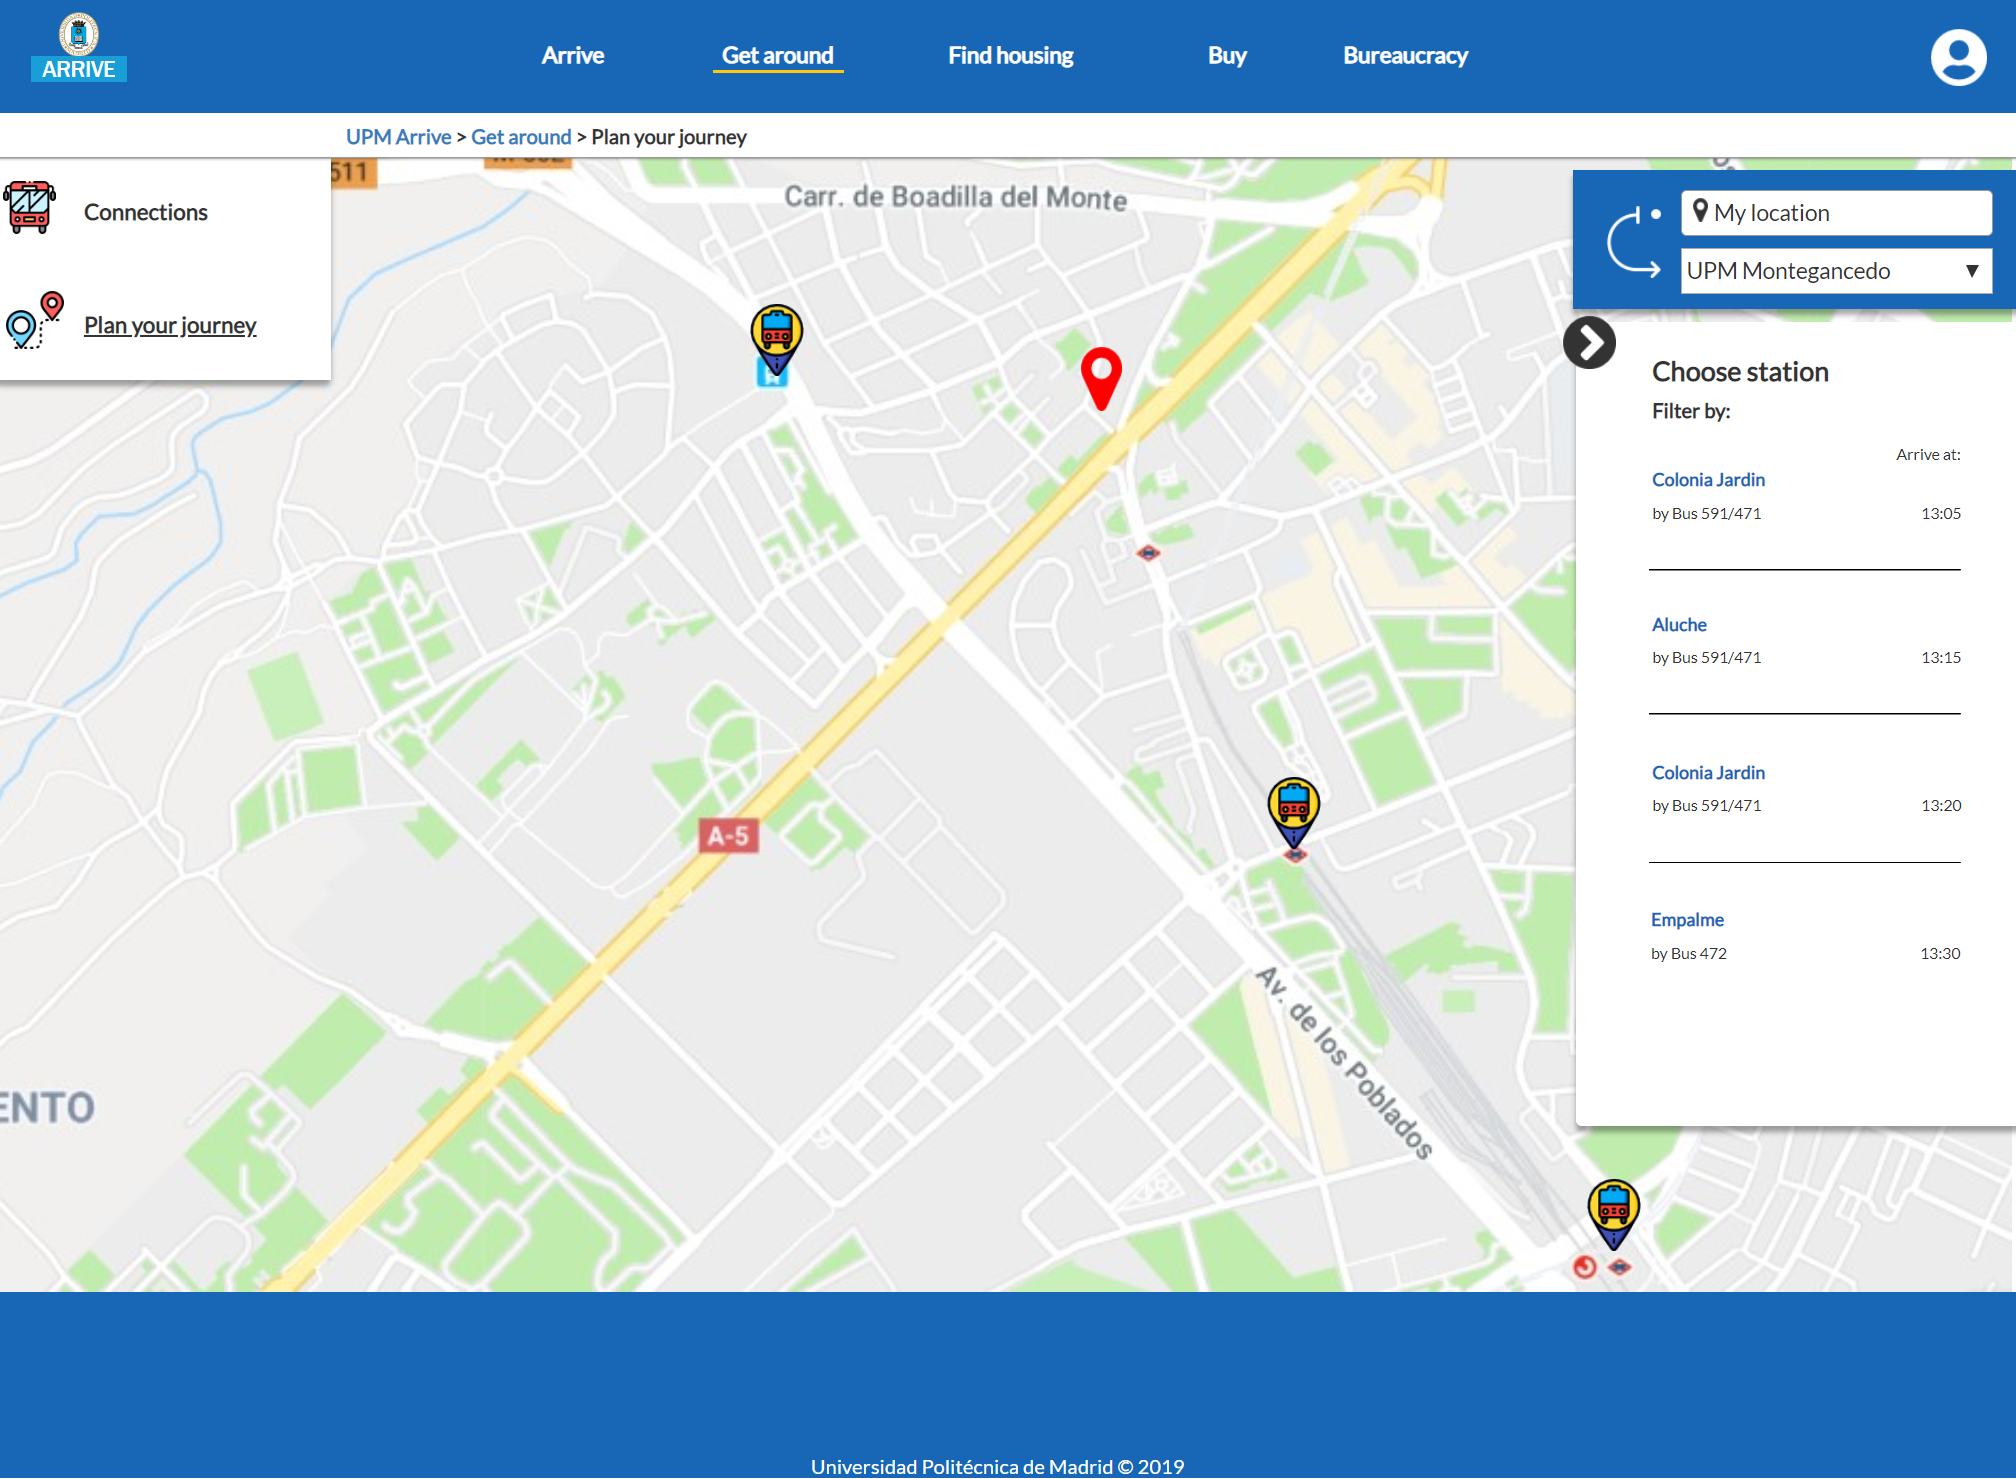 ARRIVE
Arrive
Get around
Find housing
Buy
Bureaucracy
UPM Arrive > Get around > Plan your journey
Connections
Plan your journey
511
Carr. de Boadilla del Monte
My location
UPM Montegancedo ▼
Choose station
Filter by:
Arrive at:
Colonia Jardin
by Bus 591/471 13:05
Aluche
by Bus 591/471 13:15
Colonia Jardin
by Bus 591/471 13:20
Empalme
by Bus 472 13:30
A-5
Av. de los Poblados
ENTO
Universidad Politécnica de Madrid © 2019